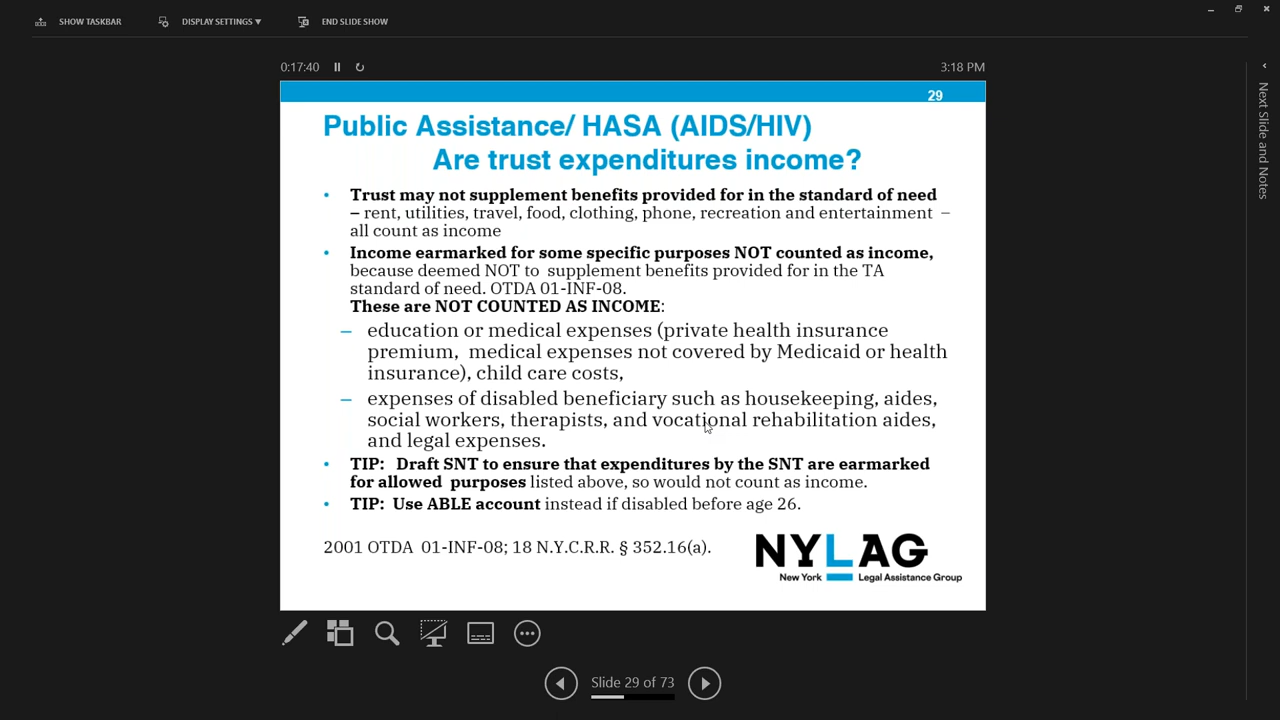 SHOW TASKBAR
DISPLAY SETTINGS ▼
END SLIDE SHOW
0:17:40
3:18 PM
Next Slide and Notes
29
Public Assistance/ HASA (AIDS/HIV)
Are trust expenditures income?
• Trust may not supplement benefits provided for in the standard of need
– rent, utilities, travel, food, clothing, phone, recreation and entertainment –
all count as income
• Income earmarked for some specific purposes NOT counted as income,
because deemed NOT to supplement benefits provided for in the TA
standard of need. OTDA 01-INF-08.
These are NOT COUNTED AS INCOME:
– education or medical expenses (private health insurance
premium, medical expenses not covered by Medicaid or health
insurance), child care costs,
– expenses of disabled beneficiary such as housekeeping, aides,
social workers, therapists, and vocational rehabilitation aides,
and legal expenses.
• TIP: Draft SNT to ensure that expenditures by the SNT are earmarked
for allowed purposes listed above, so would not count as income.
• TIP: Use ABLE account instead if disabled before age 26.
2001 OTDA 01-INF-08; 18 N.Y.C.R.R. § 352.16(a).
NYLAG
New York Legal Assistance Group
Slide 29 of 73